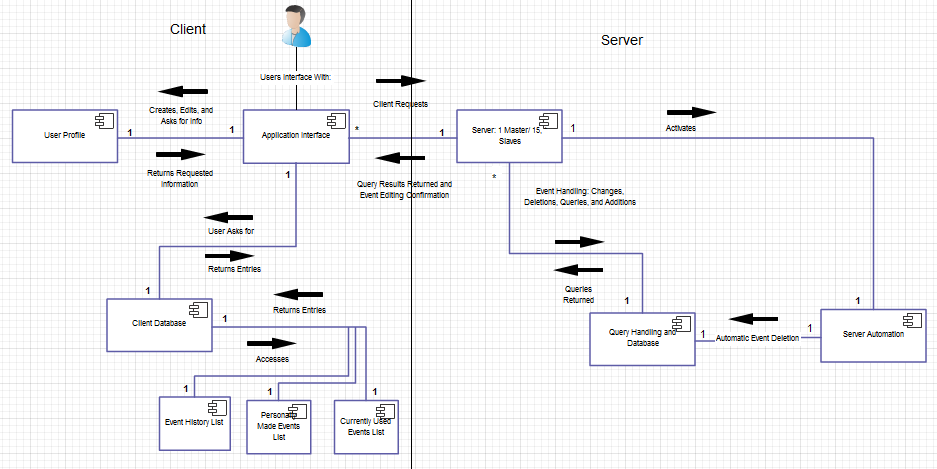 Client
Server
Users Interface With:
Client Requests
Creates, Edits, and
Asks for Info
Activates
User Profile
1
1
Application Interface
*
1
Server: 1 Master/ 15,
Slaves
1
Returns Requested
Information
1
Query Results Returned and
Event Editing Confirmation
*
Event Handling: Changes,
Deletions, Queries, and Additions
User Asks for
Returns Entries
1
Queries
Returned
1
1
Returns Entries
Client Database
1
Query Handling and
Database
1
Automatic Event Deletion
1
Server Automation
Accesses
1
1
1
Event History List
Personally
Made Events
List
Currently Used
Events List